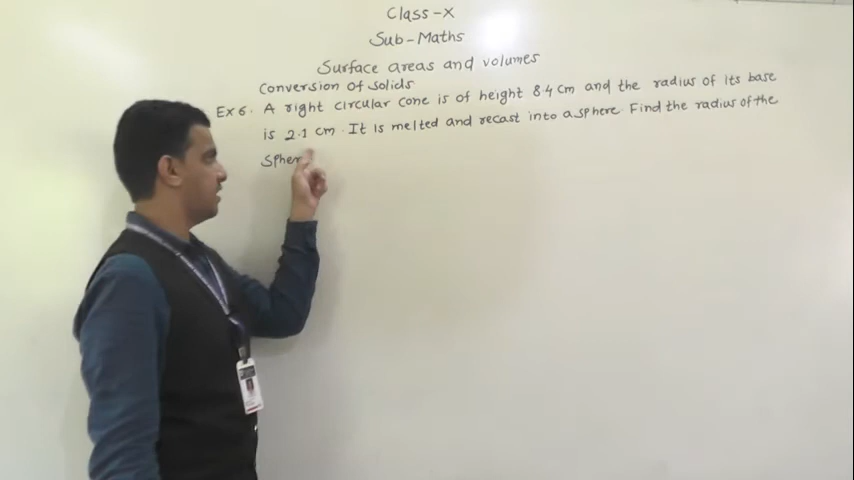 Class-X
Sub-Maths
Surface areas and volumes
Conversion of solids
Ex 6. A right circular cone is of height 8.4 cm and the radius of its base
is 2.1 cm. It is melted and recast into a sphere. Find the radius of the
Spher